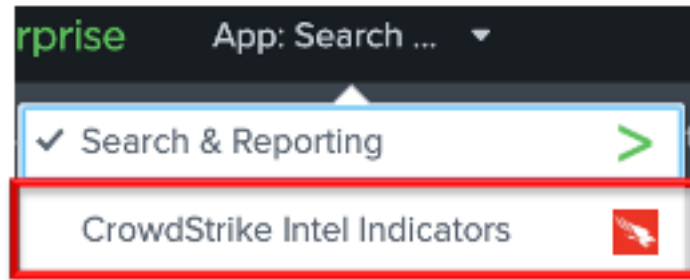 rprise App: Search ...
Search & Reporting
CrowdStrike Intel Indicators